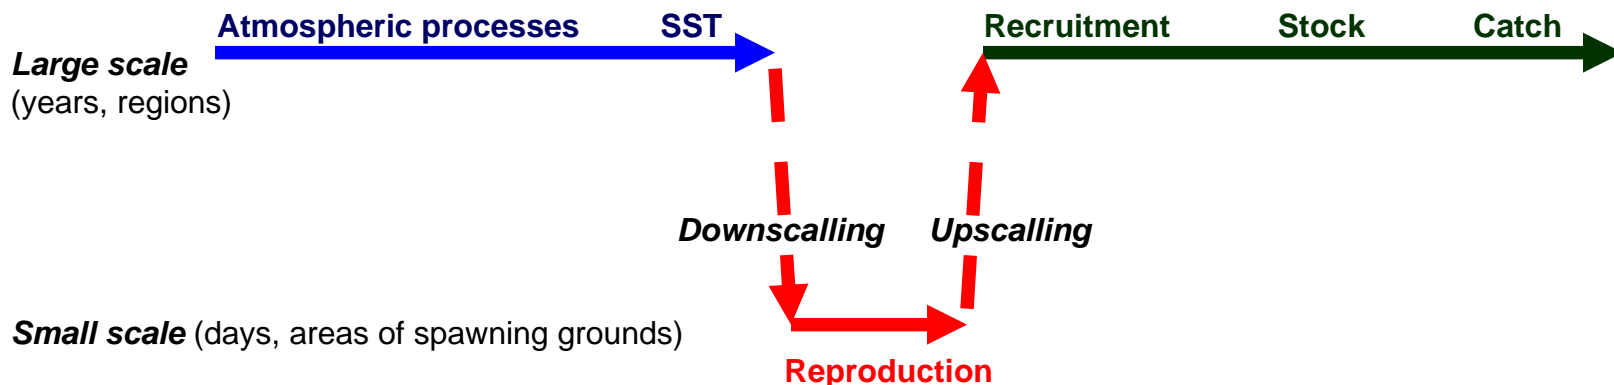 Atmospheric processes SST Recruitment Stock Catch
Large scale
(years, regions)
Downscalling Upscalling
Small scale (days, areas of spawning grounds)
Reproduction